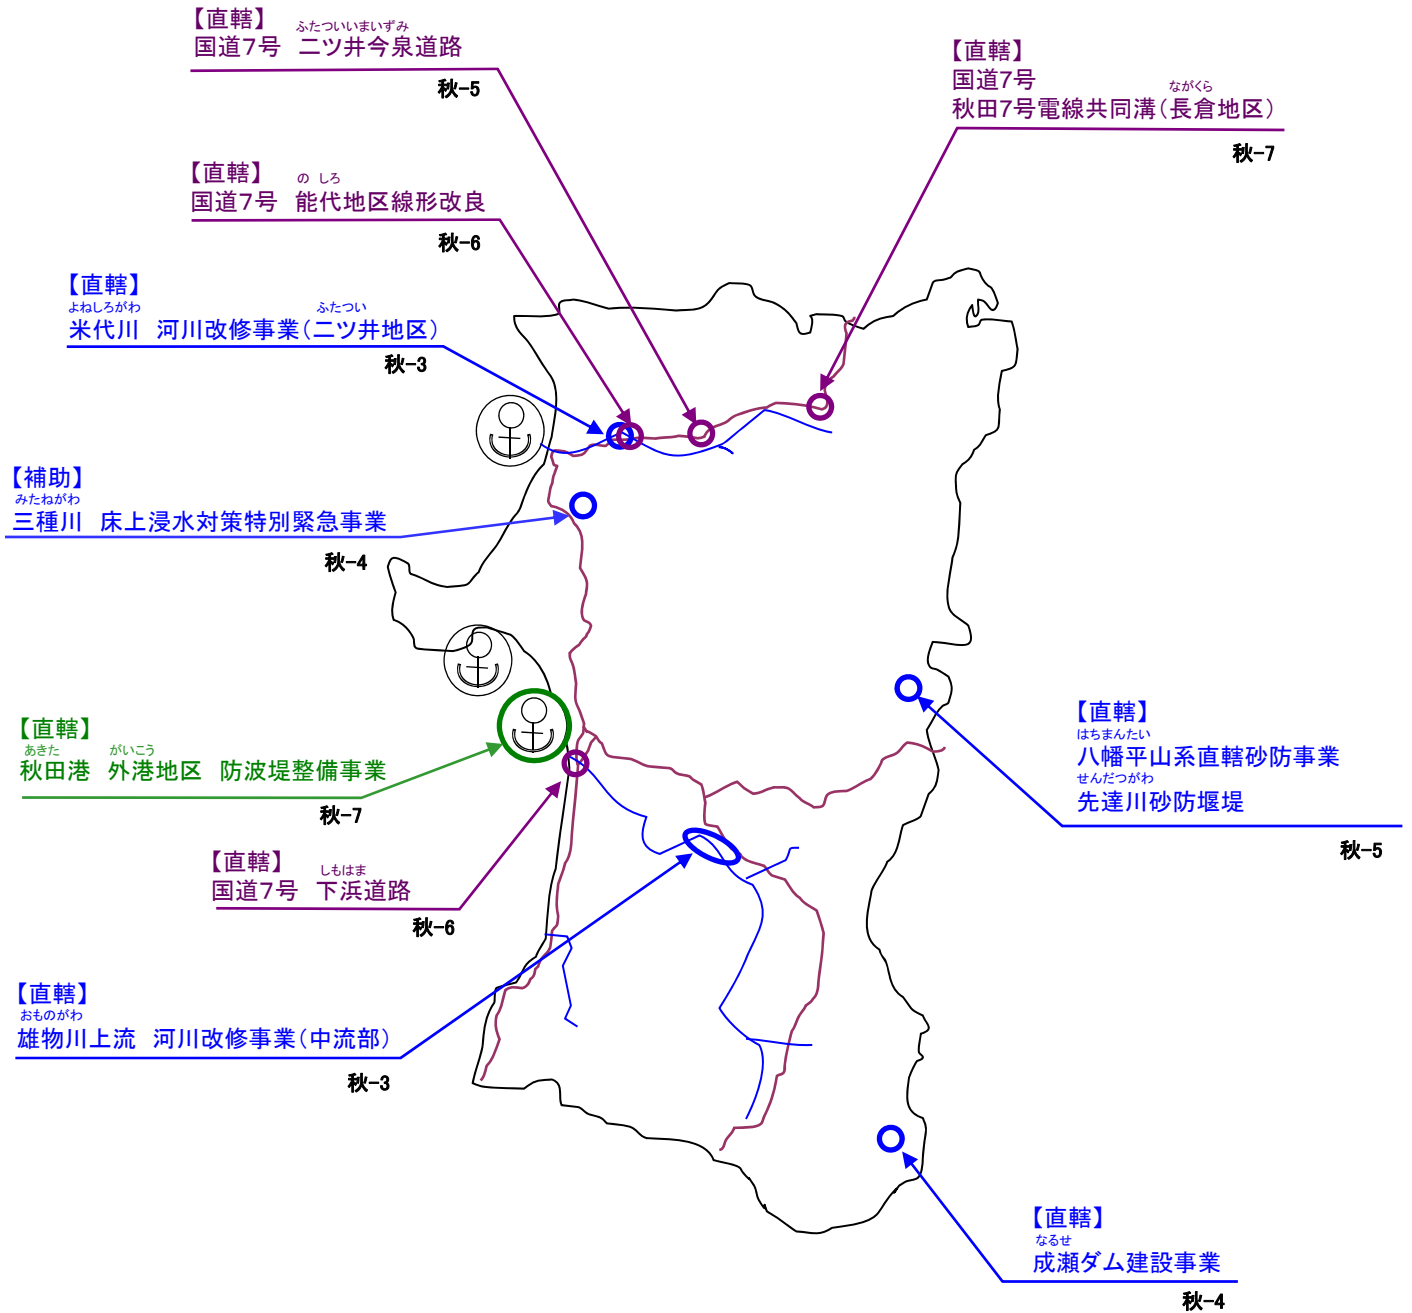 【直轄】
ふたついいまいずみ
国道7号　二ツ井今泉道路
秋-5
【直轄】
国道7号
ながくら
秋田7号電線共同溝(長倉地区)
秋-7
【直轄】
の しろ
国道7号　能代地区線形改良
秋-6
【直轄】
よねしろがわ　ふたつい
米代川　河川改修事業(二ツ井地区)
秋-3
【補助】
みたねがわ
三種川　床上浸水対策特別緊急事業
秋-4
【直轄】
あきた　がいこう
秋田港　外港地区　防波堤整備事業
秋-7
【直轄】
はちまんたい
八幡平山系直轄砂防事業
せんだつがわ
先達川砂防堰堤
秋-5
【直轄】
しもはま
国道7号　下浜道路
秋-6
【直轄】
おものがわ
雄物川上流　河川改修事業(中流部)
秋-3
【直轄】
なるせ
成瀬ダム建設事業
秋-4